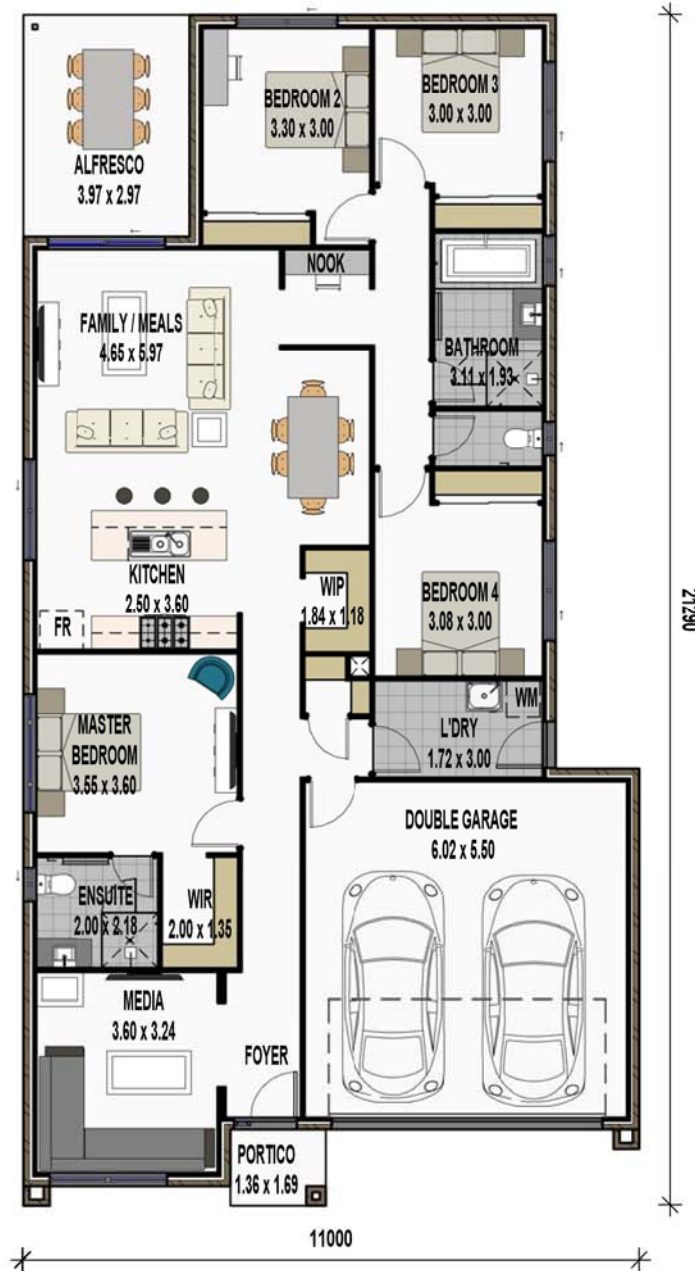 BEDROOM 2
3.30 x 3.00
BEDROOM 3
3.00 x 3.00
ALFRESCO
3.97 x 2.97
NOOK
FAMILY / MEALS
4.65 x 5.97
BATHROOM
3.11 x 1.93
KITCHEN
2.50 x 3.60
FR
WIP
1.84 x 1.18
BEDROOM 4
3.08 x 3.00
21290
MASTER
BEDROOM
3.55 x 3.60
WM
L'DRY
1.72 x 3.00
DOUBLE GARAGE
6.02 x 5.50
ENSUITE
2.00 x 2.18
WIR
2.00 x 1.35
MEDIA
3.60 x 3.24
FOYER
PORTICO
1.36 x 1.69
11000